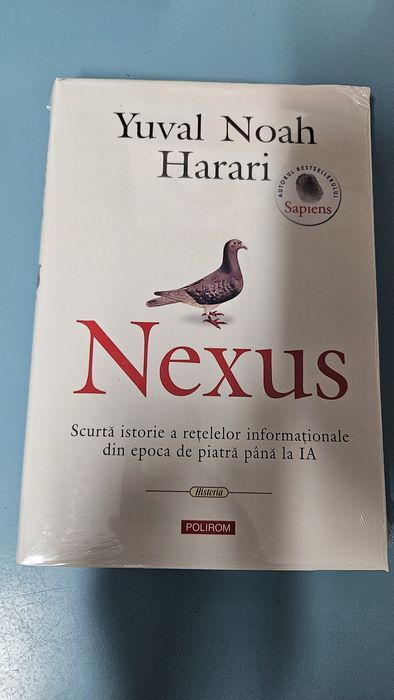 Yuval Noah
Harari
AUTORUL BESTSELLERULUI
Sapiens
Nexus
Scurtă istorie a rețelelor informaționale
din epoca de piatră până la IA
Historia
POLIROM